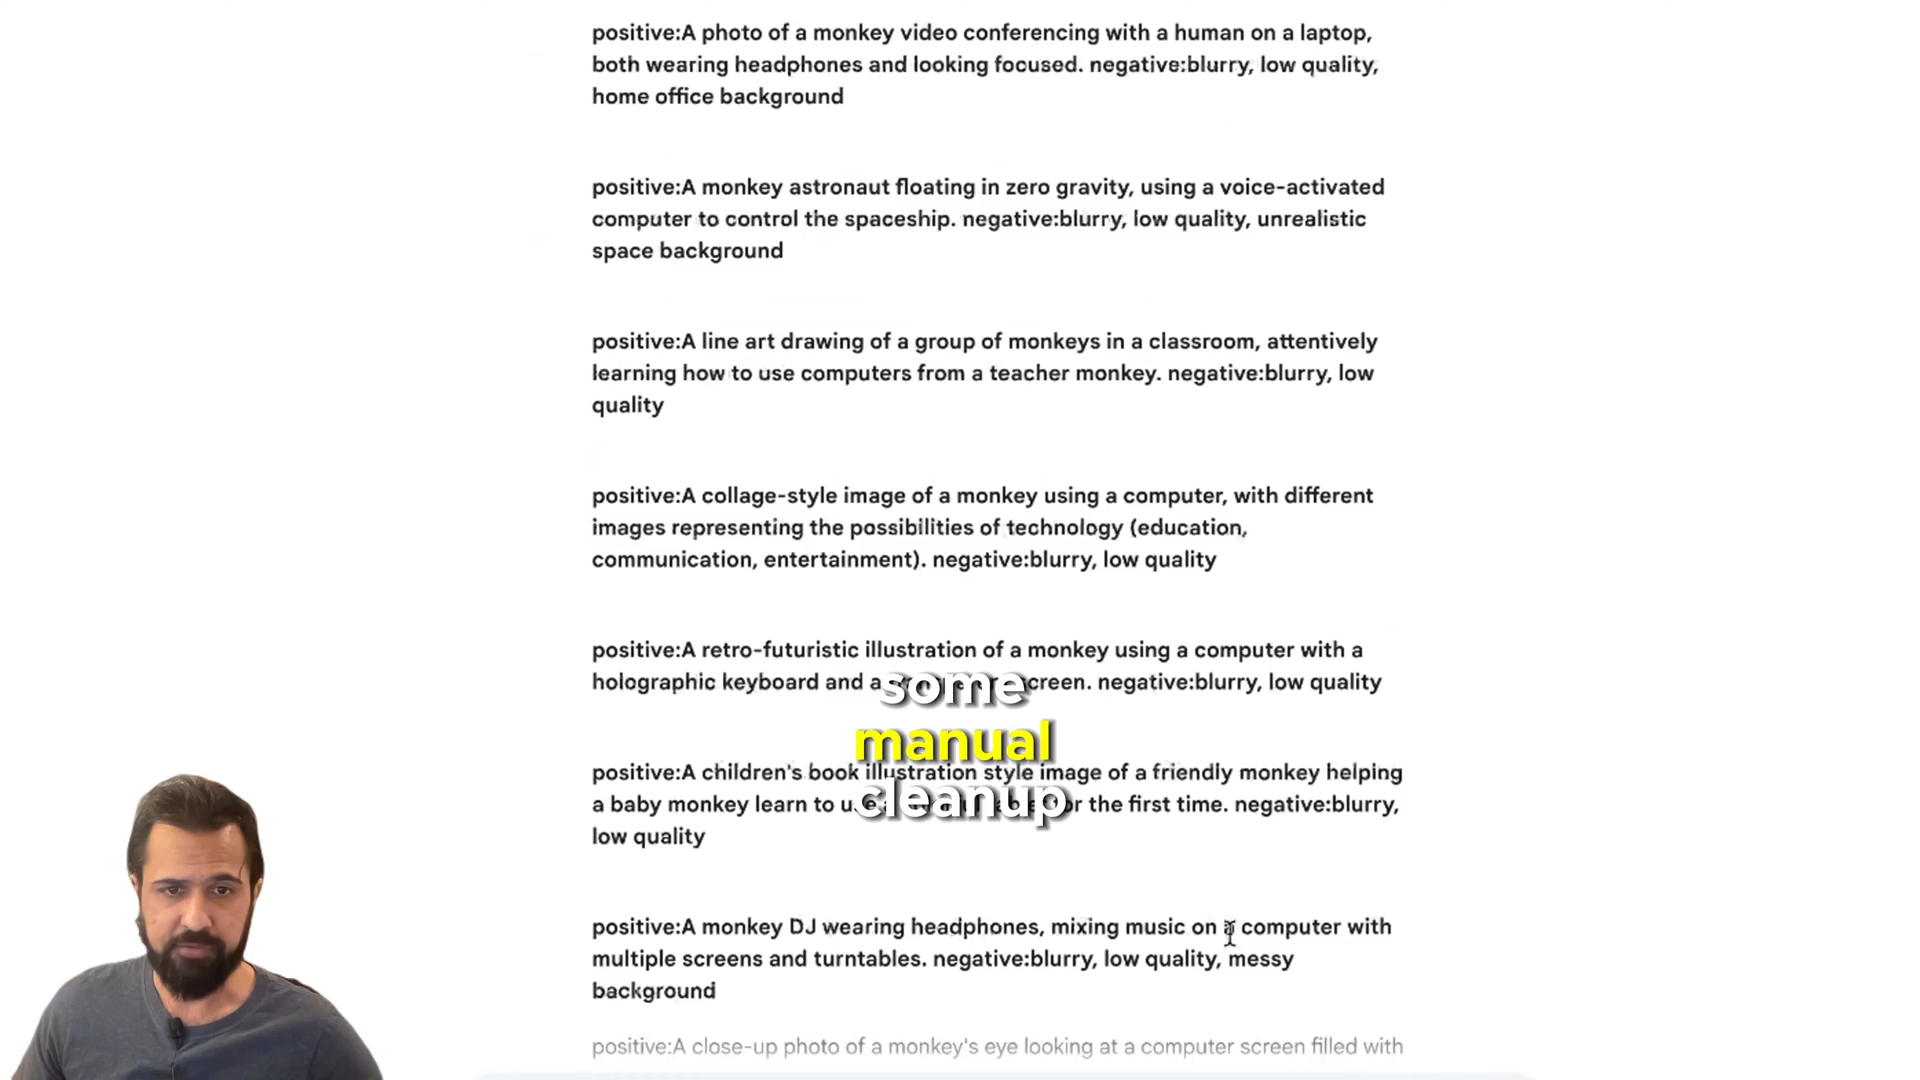 positive:A photo of a monkey video conferencing with a human on a laptop,
both wearing headphones and looking focused. negative:blurry, low quality,
home office background
positive:A monkey astronaut floating in zero gravity, using a voice-activated
computer to control the spaceship. negative:blurry, low quality, unrealistic
space background
positive:A line art drawing of a group of monkeys in a classroom, attentively
learning how to use computers from a teacher monkey. negative:blurry, low
quality
positive:A collage-style image of a monkey using a computer, with different
images representing the possibilities of technology (education,
communication, entertainment). negative:blurry, low quality
positive:A retro-futuristic illustration of a monkey using a computer with a
holographic keyboard and a screen. negative:blurry, low quality
some
manual
cleanup
positive:A children's book illustration style image of a friendly monkey helping
a baby monkey learn to use for the first time. negative:blurry,
low quality
positive:A monkey DJ wearing headphones, mixing music on a computer with
multiple screens and turntables. negative:blurry, low quality, messy
background
positive:A close-up photo of a monkey's eye looking at a computer screen filled with